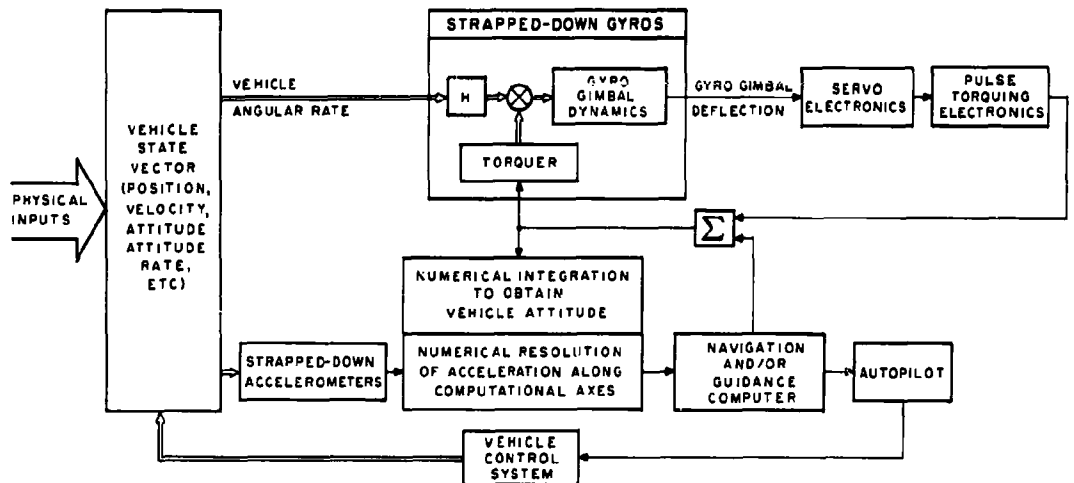 STRAPPED-DOWN GYROS
VEHICLE
ANGULAR RATE
H
GYRO
GIMBAL
DYNAMICS
GYRO GIMBAL
DEFLECTION
SERVO
ELECTRONICS
PULSE
TORQUING
ELECTRONICS
VEHICLE
STATE
VECTOR
(POSITION,
VELOCITY,
ATTITUDE
ATTITUDE
RATE,
ETC)
PHYSICAL
INPUTS
TORQUER
Σ
NUMERICAL INTEGRATION
TO OBTAIN
VEHICLE ATTITUDE
STRAPPED-DOWN
ACCELEROMETERS
NUMERICAL RESOLUTION
OF ACCELERATION ALONG
COMPUTATIONAL AXES
NAVIGATION
AND/OR
GUIDANCE
COMPUTER
AUTOPILOT
VEHICLE
CONTROL
SYSTEM